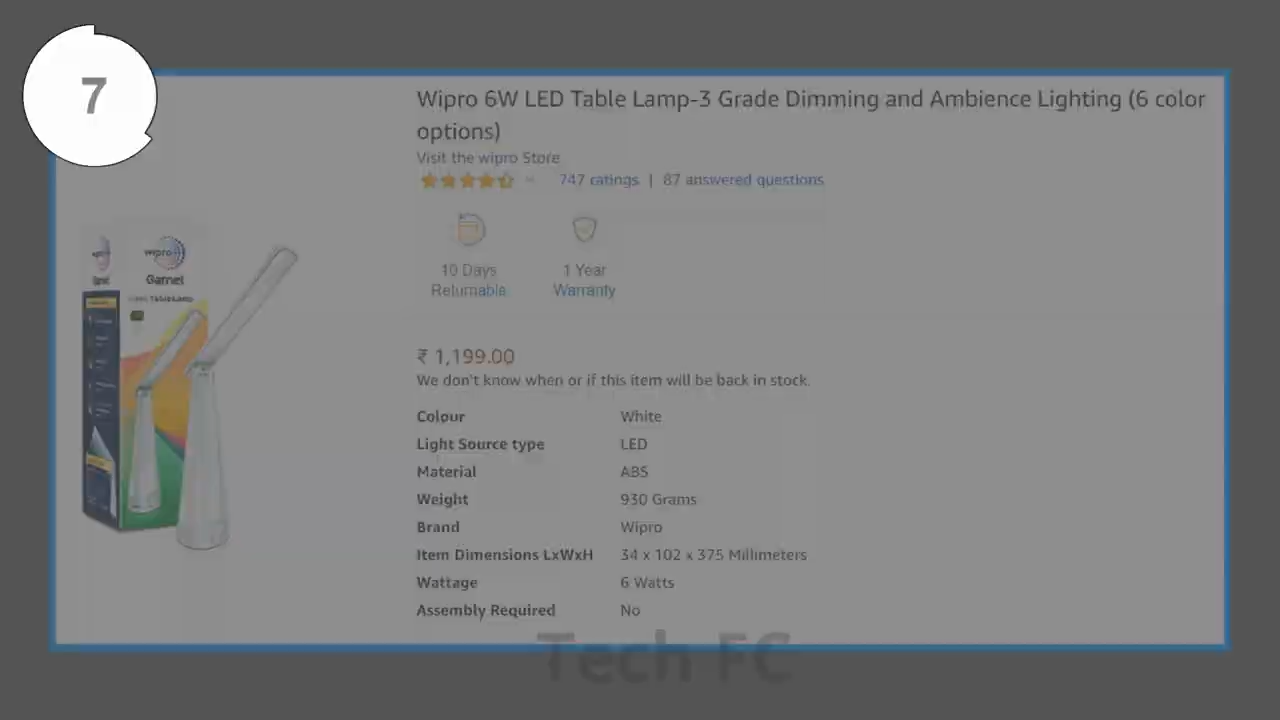 7
Wipro 6W LED Table Lamp-3 Grade Dimming and Ambience Lighting (6 color
options)
Visit the wipro Store
747 ratings | 87 answered questions
10 Days
Returnable
1 Year
Warranty
wipro
Garnet
Table Lamp
₹ 1,199.00
We don't know when or if this item will be back in stock.
Colour White
Light Source type LED
Material ABS
Weight 930 Grams
Brand Wipro
Item Dimensions LxWxH 34 x 102 x 375 Millimeters
Wattage 6 Watts
Assembly Required No
Tech FC